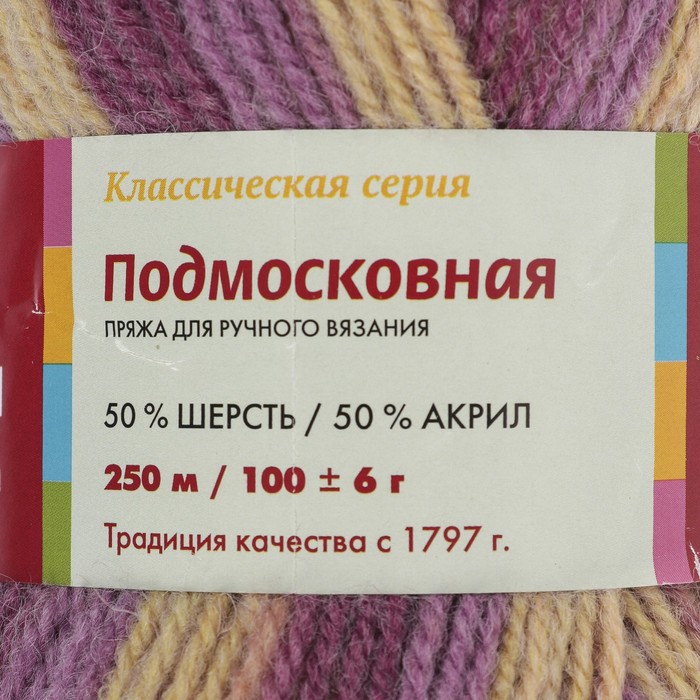 Классическая серия
Подмосковная
ПРЯЖА ДЛЯ РУЧНОГО ВЯЗАНИЯ
50 % ШЕРСТЬ / 50 % АКРИЛ
250 м / 100 ± 6 г
Традиция качества с 1797 г.